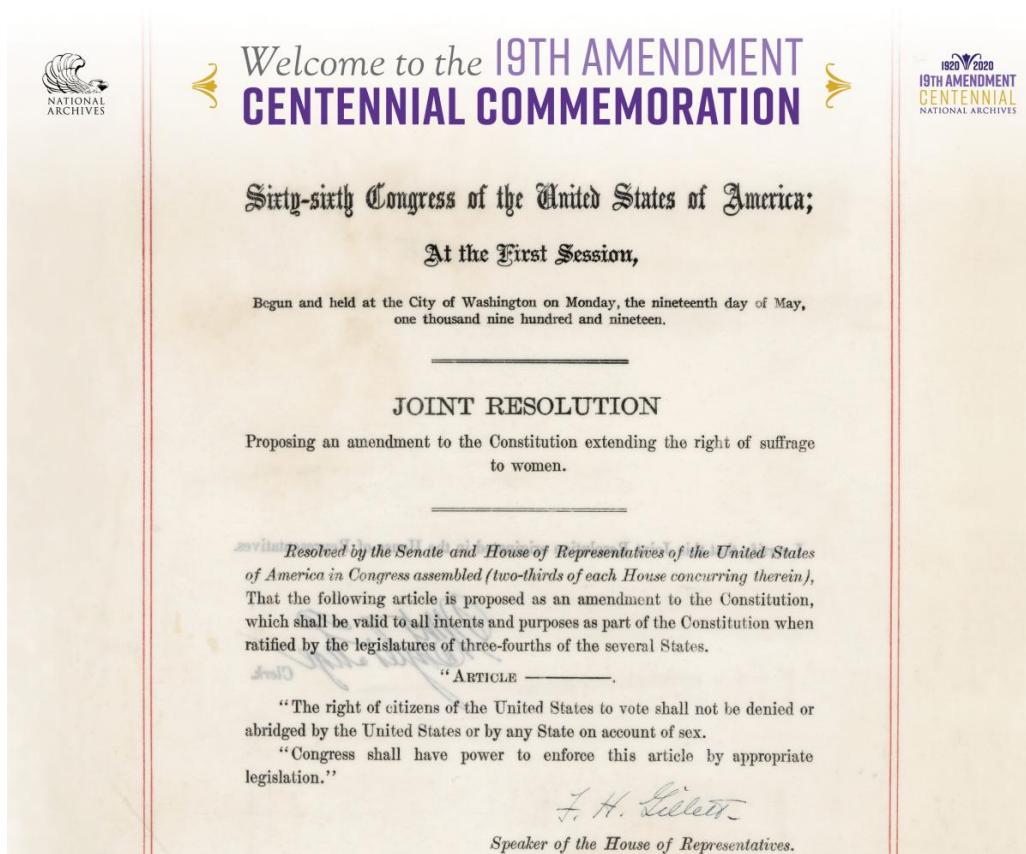 NATIONAL
ARCHIVES
Welcome to the 19TH AMENDMENT
CENTENNIAL COMMEMORATION
1920 2020
19TH AMENDMENT
CENTENNIAL
NATIONAL ARCHIVES
Sixty-sixth Congress of the United States of America;
At the First Session,
Begun and held at the City of Washington on Monday, the nineteenth day of May,
one thousand nine hundred and nineteen.
JOINT RESOLUTION
Proposing an amendment to the Constitution extending the right of suffrage
to women.
Resolved by the Senate and House of Representatives of the United States
of America in Congress assembled (two-thirds of each House concurring therein),
That the following article is proposed as an amendment to the Constitution,
which shall be valid to all intents and purposes as part of the Constitution when
ratified by the legislatures of three-fourths of the several States.
"ARTICLE ————.
"The right of citizens of the United States to vote shall not be denied or
abridged by the United States or by any State on account of sex.
"Congress shall have power to enforce this article by appropriate
legislation."
F. H. Gillett
Speaker of the House of Representatives.